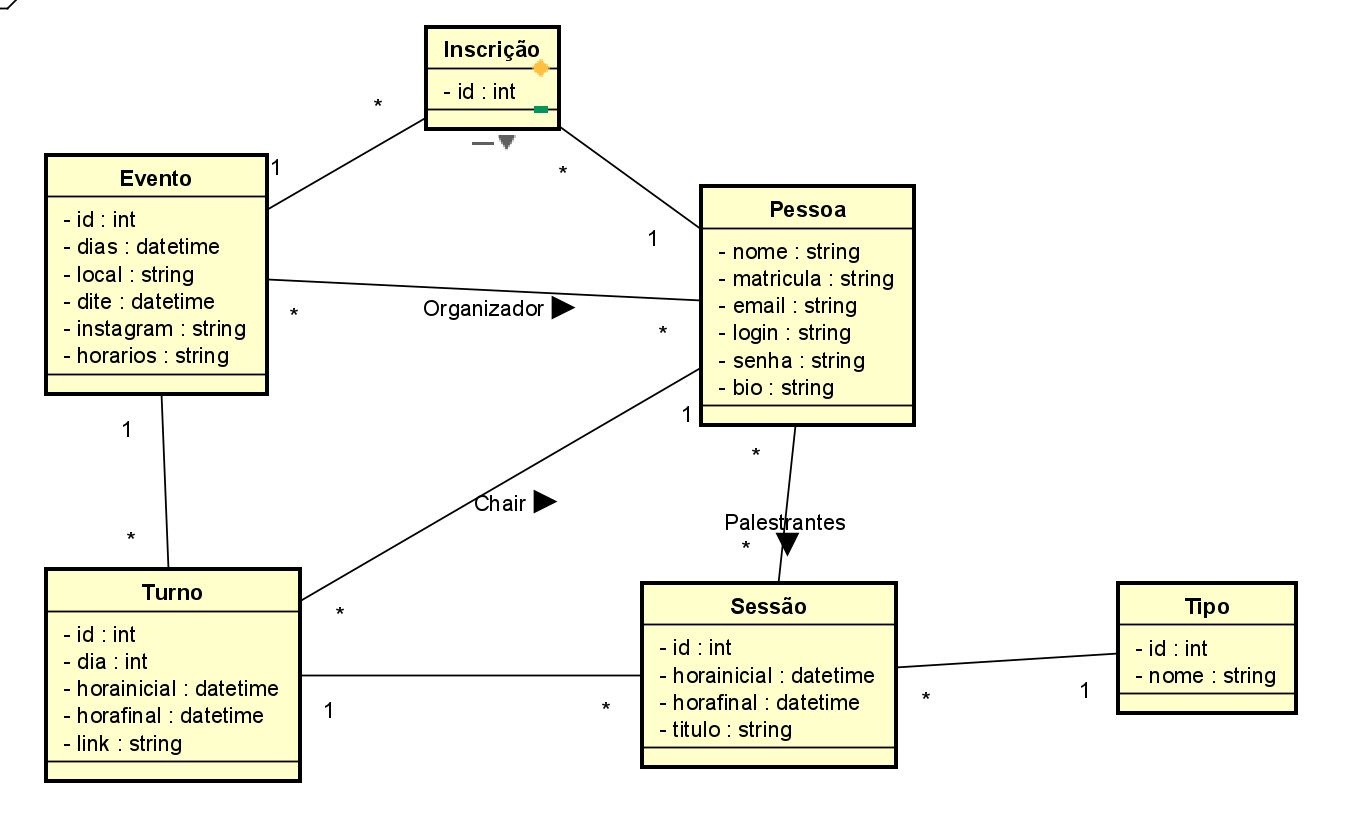 Inscrição
- id : int
*
*
1
1
Evento
- id : int
- dias : datetime
- local : string
- dite : datetime
- instagram : string
- horarios : string
Pessoa
- nome : string
- matricula : string
- email : string
- login : string
- senha : string
- bio : string
*
Organizador
*
1
1
*
Chair
Palestrantes
*
*
*
Turno
- id : int
- dia : int
- horainicial : datetime
- horafinal : datetime
- link : string
1
*
Sessão
- id : int
- horainicial : datetime
- horafinal : datetime
- titulo : string
*
1
Tipo
- id : int
- nome : string